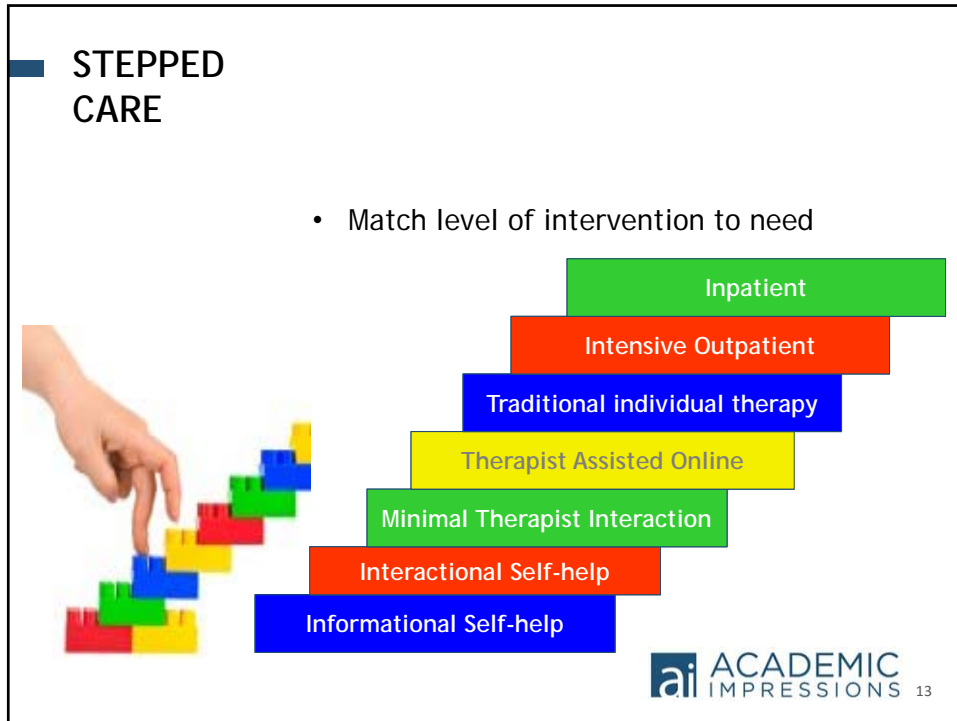 STEPPED
CARE
• Match level of intervention to need
Inpatient
Intensive Outpatient
Traditional individual therapy
Therapist Assisted Online
Minimal Therapist Interaction
Interactional Self-help
Informational Self-help
ai ACADEMIC
IMPRESSIONS
13